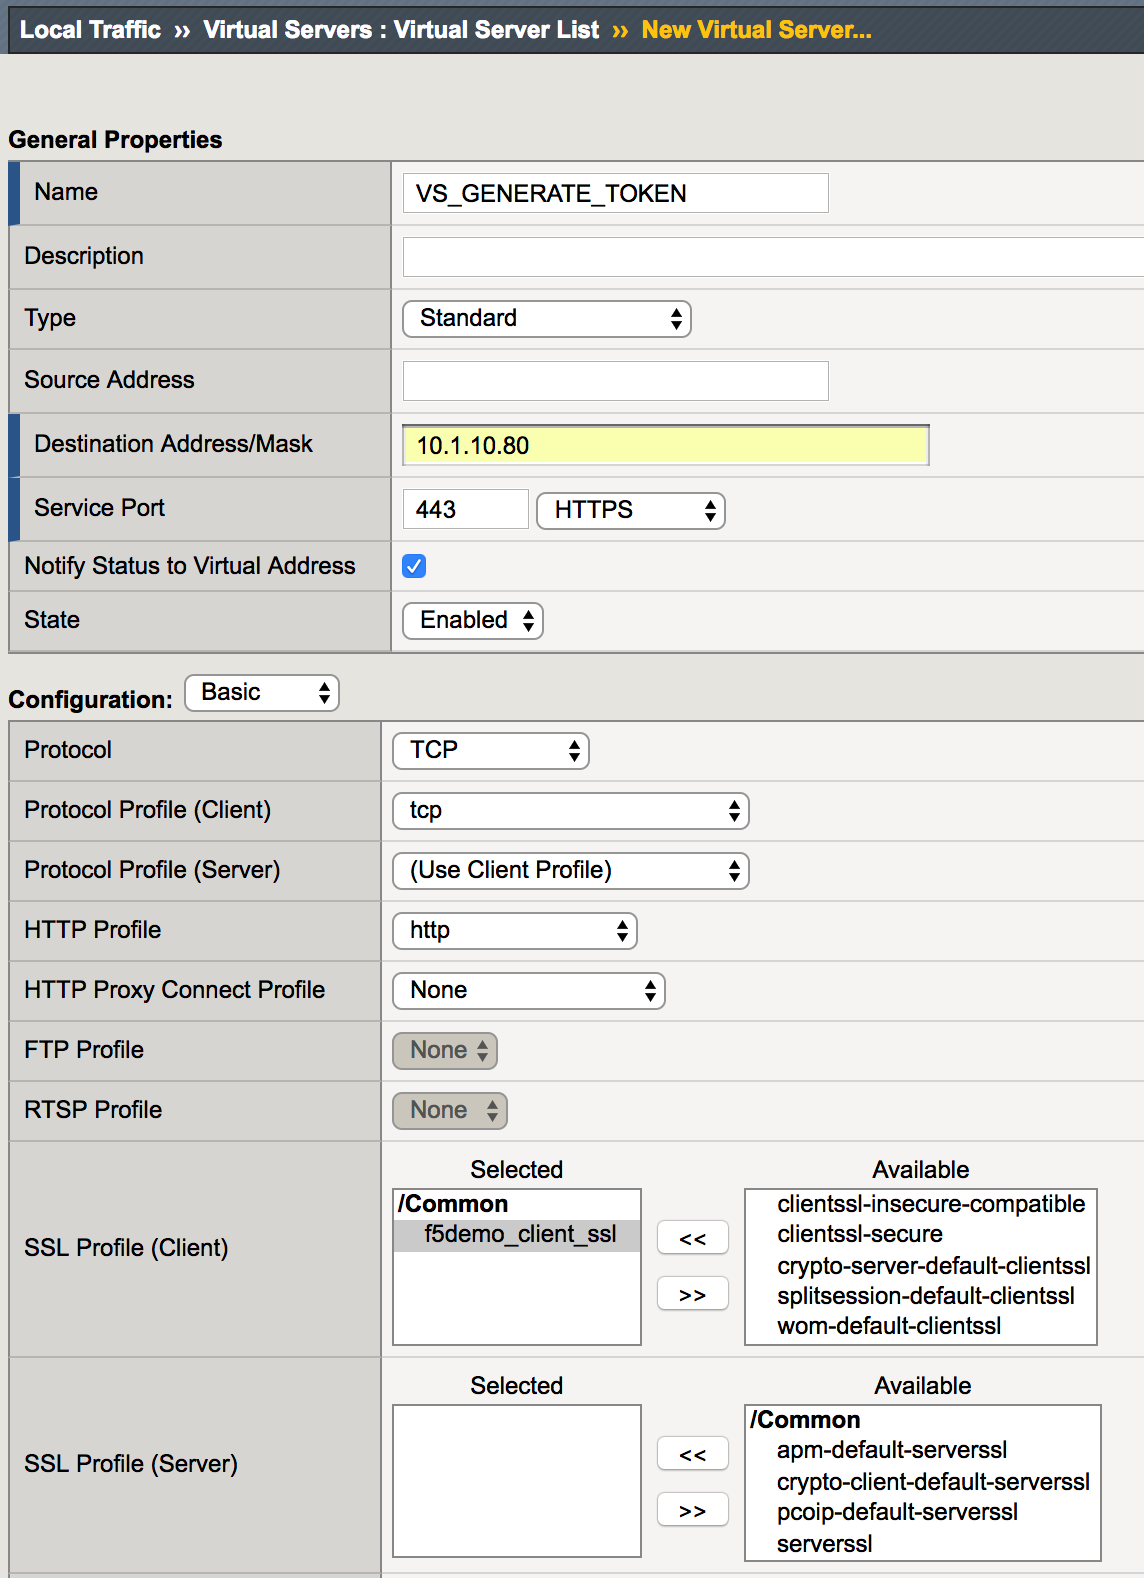 Local Traffic » Virtual Servers : Virtual Server List » New Virtual Server...
General Properties
Name VS_GENERATE_TOKEN
Description
Type Standard
Source Address
Destination Address/Mask 10.1.10.80
Service Port 443 HTTPS
Notify Status to Virtual Address
State Enabled
Configuration: Basic
Protocol TCP
Protocol Profile (Client) tcp
Protocol Profile (Server) (Use Client Profile)
HTTP Profile http
HTTP Proxy Connect Profile None
FTP Profile None
RTSP Profile None
SSL Profile (Client)
Selected
/Common
f5demo_client_ssl
<<
>>
Available
clientssl-insecure-compatible
clientssl-secure
crypto-server-default-clientssl
splitsession-default-clientssl
wom-default-clientssl
SSL Profile (Server)
Selected
<<
>>
Available
/Common
apm-default-serverssl
crypto-client-default-serverssl
pcoip-default-serverssl
serverssl